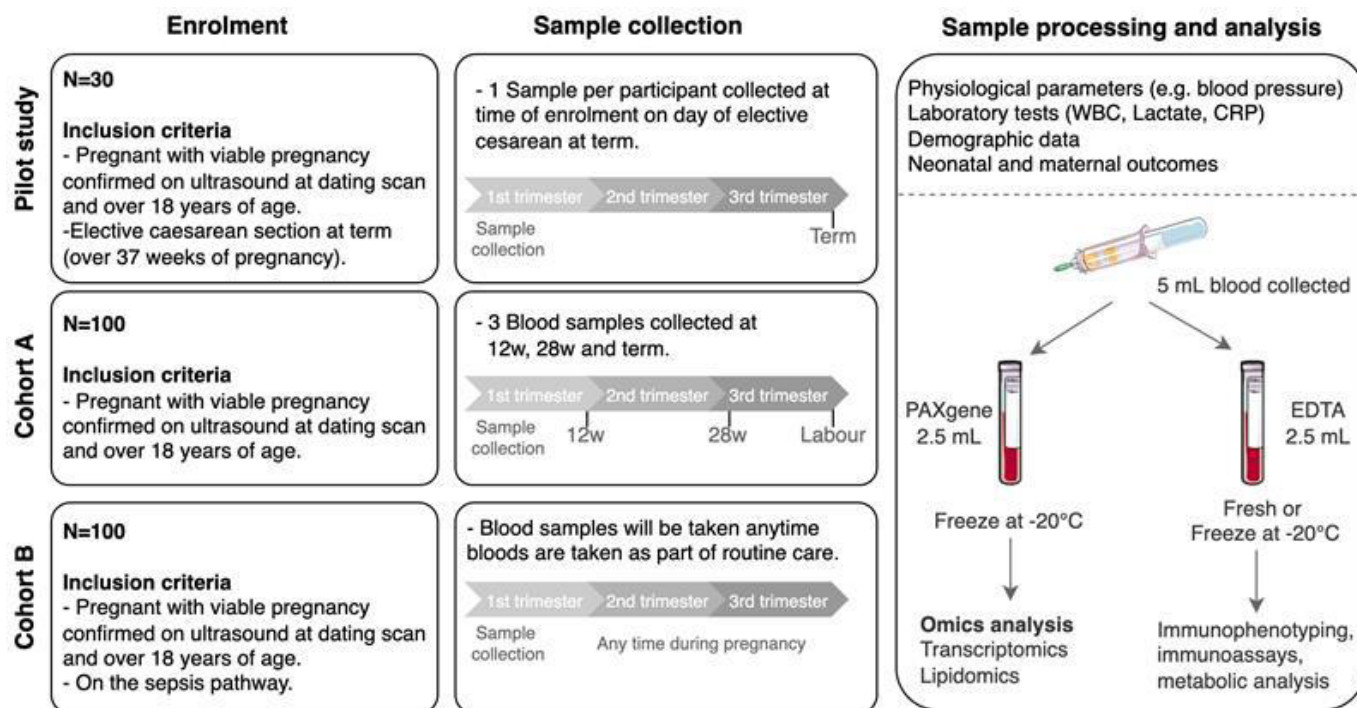 Enrolment
Sample collection
Sample processing and analysis
Pilot study
N=30
Inclusion criteria
- Pregnant with viable pregnancy
confirmed on ultrasound at dating scan
and over 18 years of age.
-Elective caesarean section at term
(over 37 weeks of pregnancy).
- 1 Sample per participant collected at
time of enrolment on day of elective
cesarean at term.
1st trimester 2nd trimester 3rd trimester
Sample
collection
Term
Cohort A
N=100
Inclusion criteria
- Pregnant with viable pregnancy
confirmed on ultrasound at dating scan
and over 18 years of age.
- 3 Blood samples collected at
12w, 28w and term.
1st trimester 2nd trimester 3rd trimester
Sample
collection
12w 28w Labour
Cohort B
N=100
Inclusion criteria
- Pregnant with viable pregnancy
confirmed on ultrasound at dating scan
and over 18 years of age.
- On the sepsis pathway.
- Blood samples will be taken anytime
bloods are taken as part of routine care.
1st trimester 2nd trimester 3rd trimester
Sample
collection
Any time during pregnancy
Physiological parameters (e.g. blood pressure)
Laboratory tests (WBC, Lactate, CRP)
Demographic data
Neonatal and maternal outcomes
5 mL blood collected
PAXgene
2.5 mL
EDTA
2.5 mL
Freeze at -20°C
Fresh or
Freeze at -20°C
Omics analysis
Transcriptomics
Lipidomics
Immunophenotyping,
immunoassays,
metabolic analysis